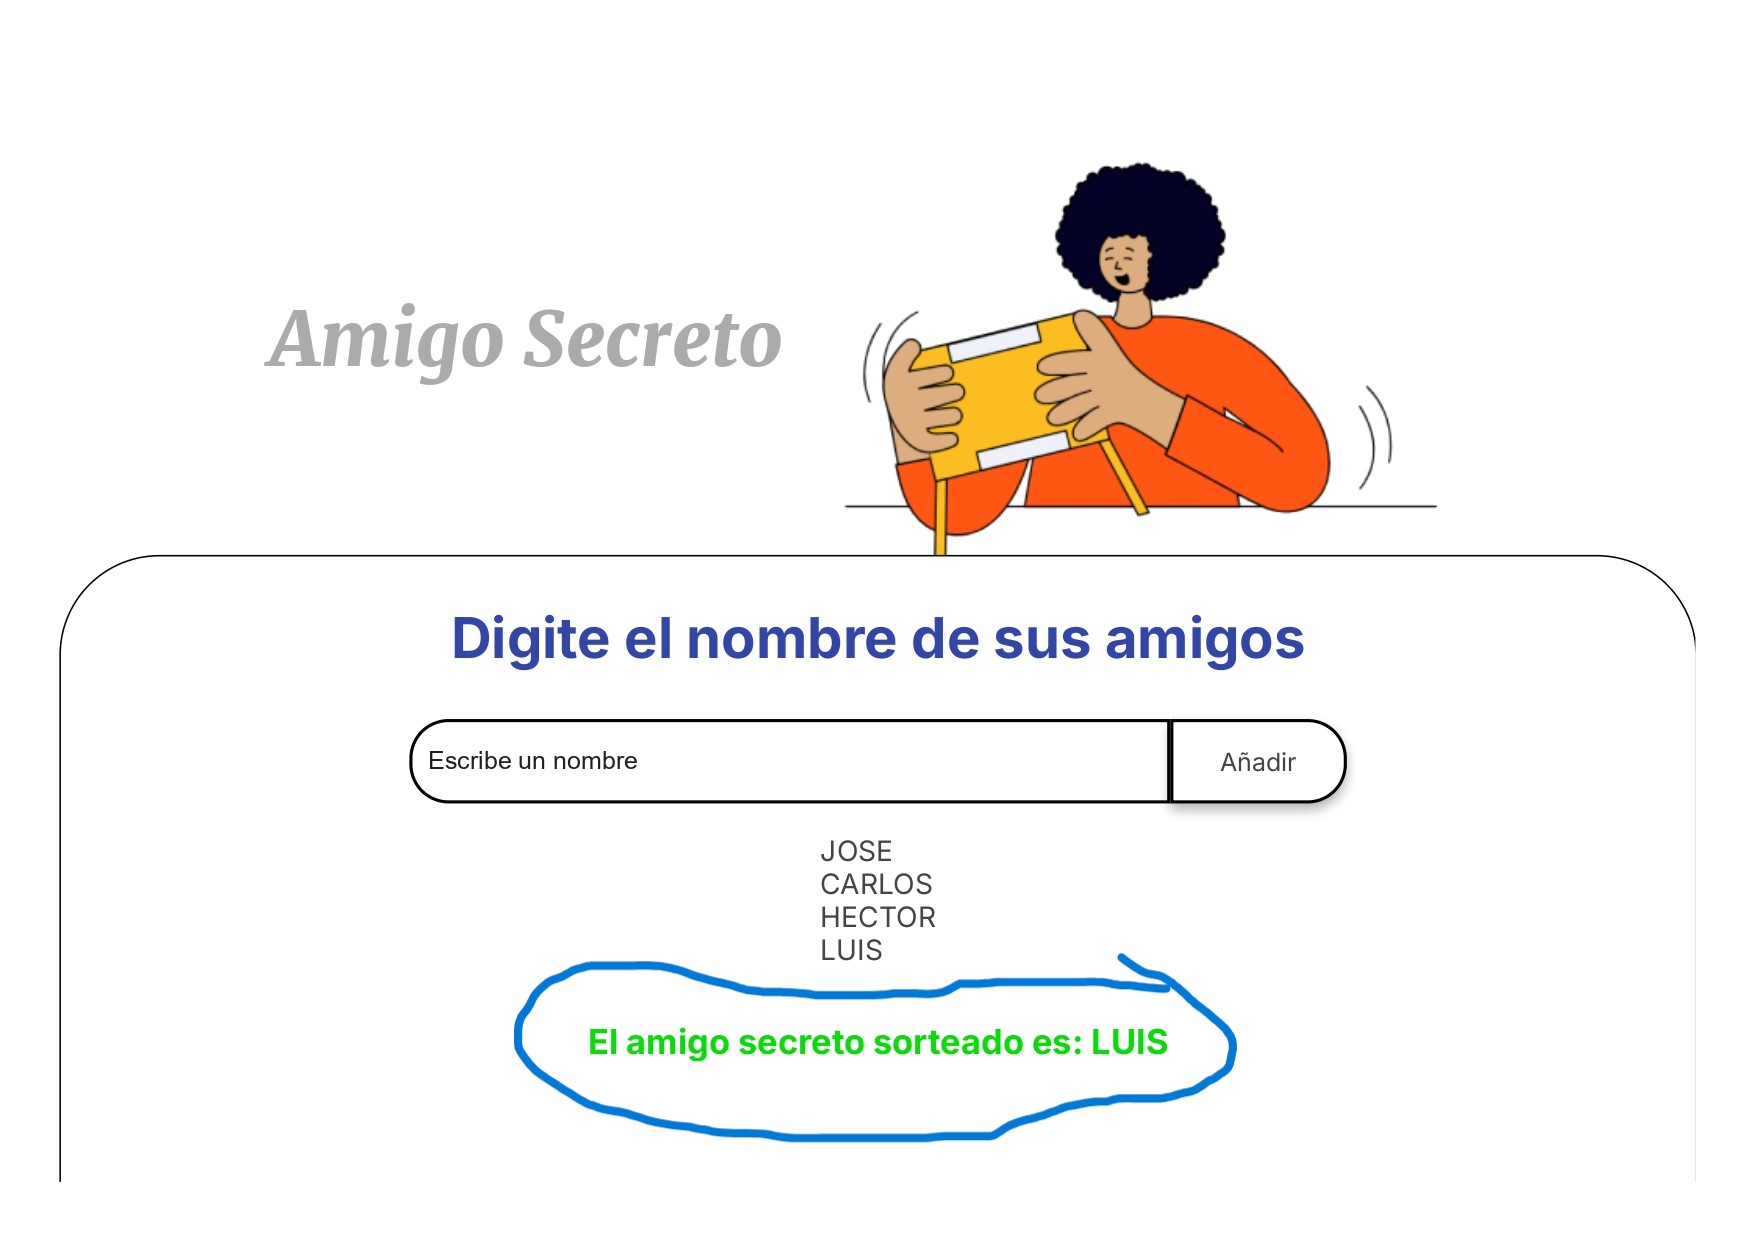 Amigo Secreto
Digite el nombre de sus amigos
Escribe un nombre
Añadir
JOSE
CARLOS
HECTOR
LUIS
El amigo secreto sorteado es: LUIS